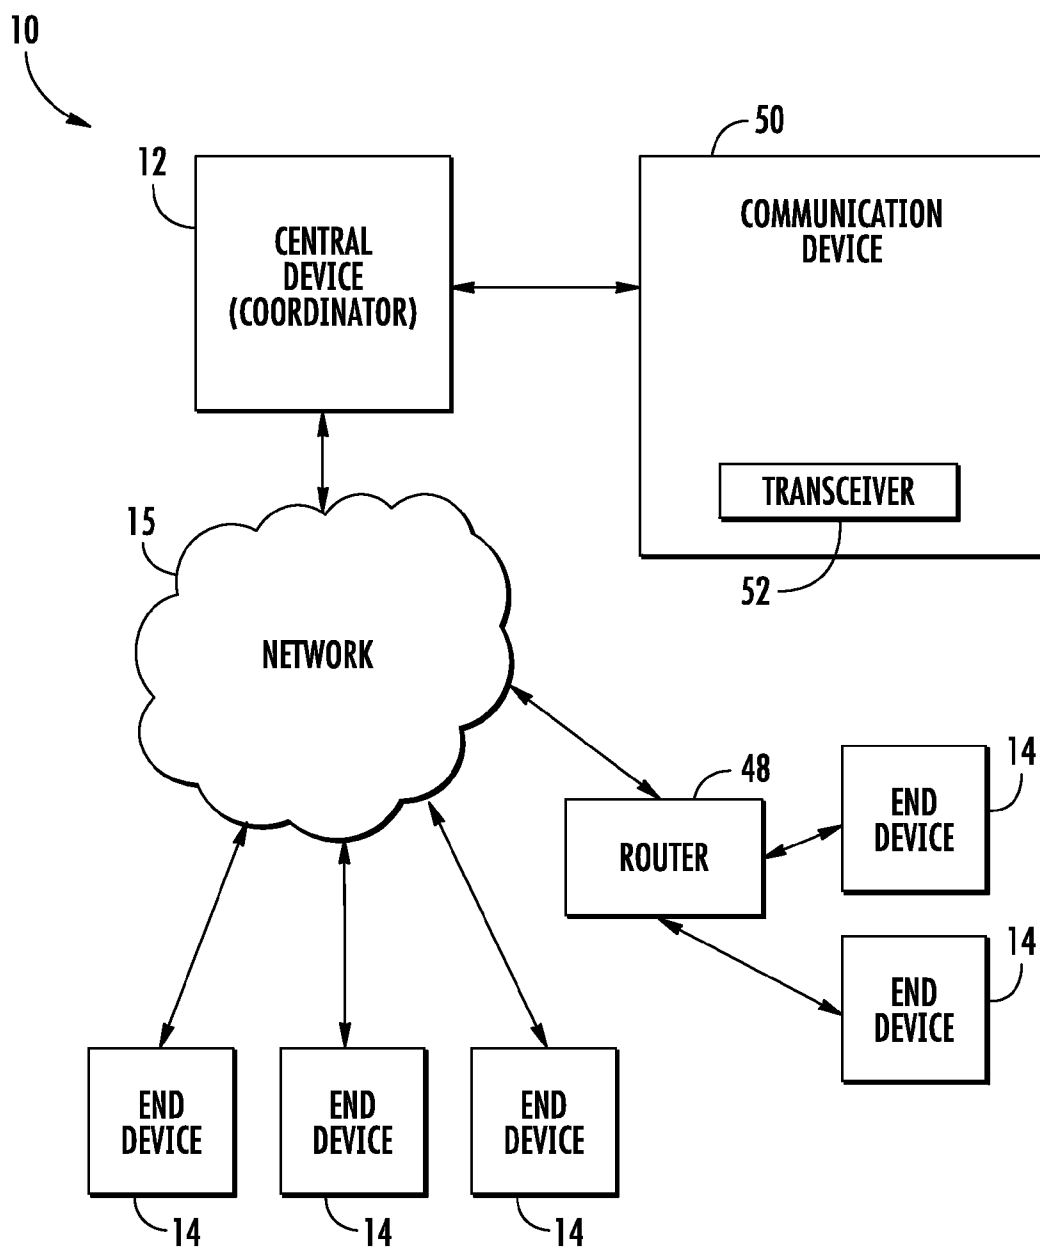 10
50
12
COMMUNICATION
DEVICE
CENTRAL
DEVICE
(COORDINATOR)
TRANSCEIVER
15
52
NETWORK
48
14
END
DEVICE
ROUTER
14
END
DEVICE
END
DEVICE
END
DEVICE
END
DEVICE
14
14
14